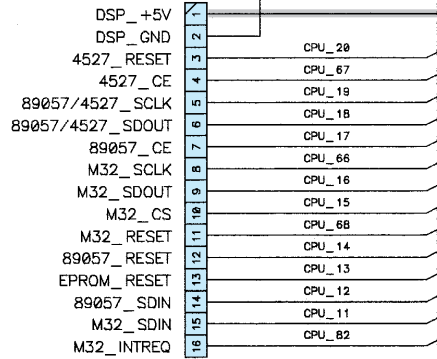 DSP_+5V 1
DSP_GND 2
4527_RESET 3 CPU_20
4527_CE 4 CPU_67
89057/4527_SCLK 5 CPU_19
89057/4527_SDOUT 6 CPU_18
89057_CE 7 CPU_17
M32_SCLK 8 CPU_66
M32_SDOUT 9 CPU_16
M32_CS 10 CPU_15
M32_RESET 11 CPU_68
89057_RESET 12 CPU_14
EPROM_RESET 13 CPU_13
89057_SDIN 14 CPU_12
M32_SDIN 15 CPU_11
M32_INTREQ 16 CPU_82